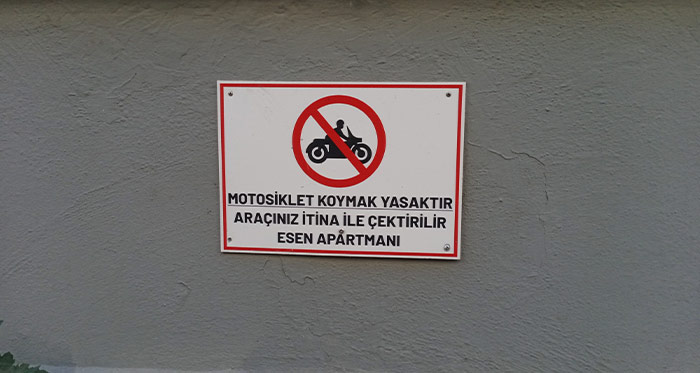 MOTOSİKLET KOYMAK YASAKTIR
ARAÇINIZ İTİNA İLE ÇEKTİRİLİR
ESEN APARTMANI